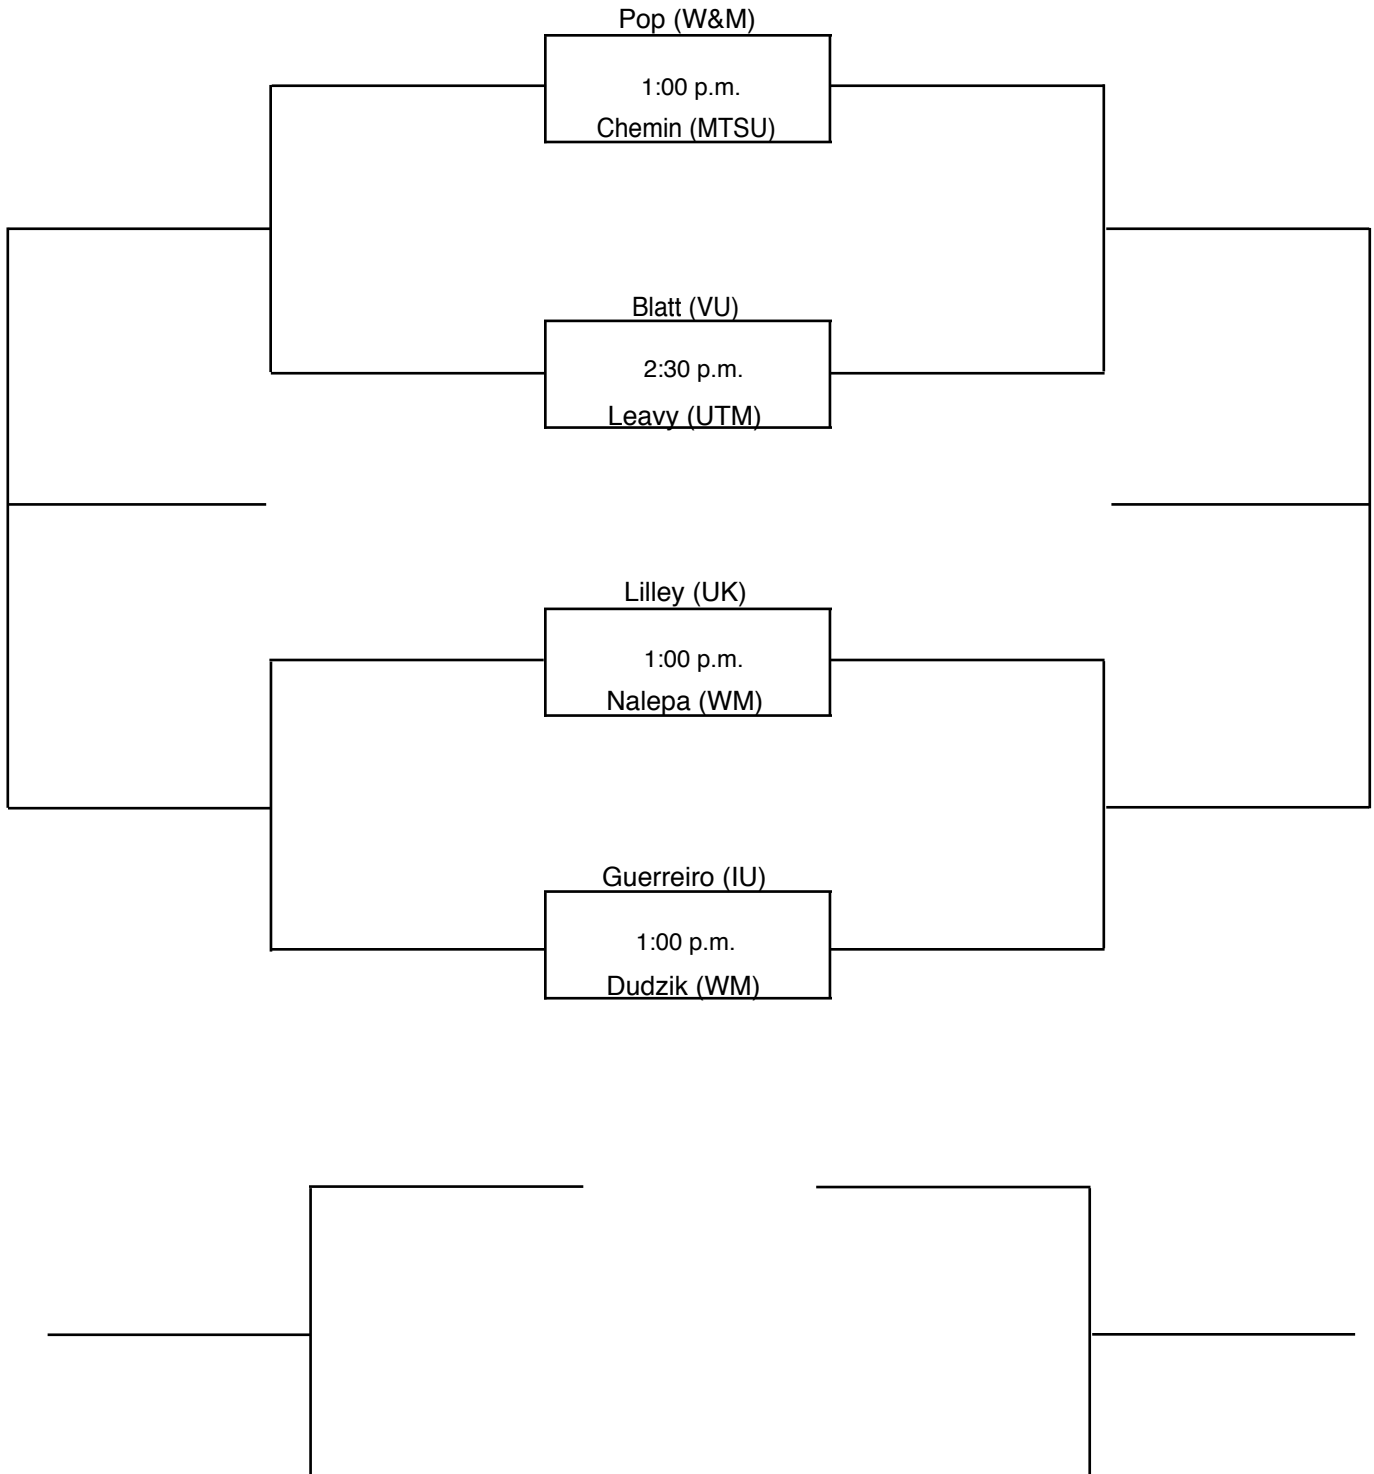 Pop (W&M)
1:00 p.m.
Chemin (MTSU)
Blatt (VU)
2:30 p.m.
Leavy (UTM)
Lilley (UK)
1:00 p.m.
Nalepa (WM)
Guerreiro (IU)
1:00 p.m.
Dudzik (WM)